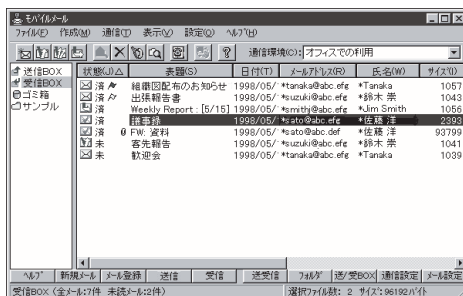 モバイルメール
ファイル(F) 作成(M) 通信(T) 表示(V) 設定(O) ヘルプ(H)
通信環境(C): オフィスでの利用
送信BOX
受信BOX
ゴミ箱
サンプル
状態(J)△ 表題(S) 日付(T) メールアドレス(R) 氏名(W) サイズ(I)
済 組織図配布のお知らせ 1998/05/ *tanaka@abc.efg *Tanaka 1057
済 出張報告書 1998/05/ *suzuki@abc.efg *鈴木 崇 1043
済 Weekly Report : [5/15] 1998/05/ *smithj@abc.efg *Jim Smith 1056
済 議事録 1998/05/ *sato@abc.efg *佐藤 洋 2393
済 FW: 資料 1998/05/ *sato@abc.def *佐藤 洋 93799
未 客先報告 1998/05/ *suzuki@abc.efg *鈴木 崇 1041
未 歓迎会 1998/05/ *tanaka@abc.efg *Tanaka 1039
ヘルプ 新規メール メール登録 送信 受信 送受信 フォルダ 送/受BOX 通信設定 メール設定
受信BOX (全メール:7件 未読メール:2件) 選択ファイル数: 2 サイズ:96192バイト